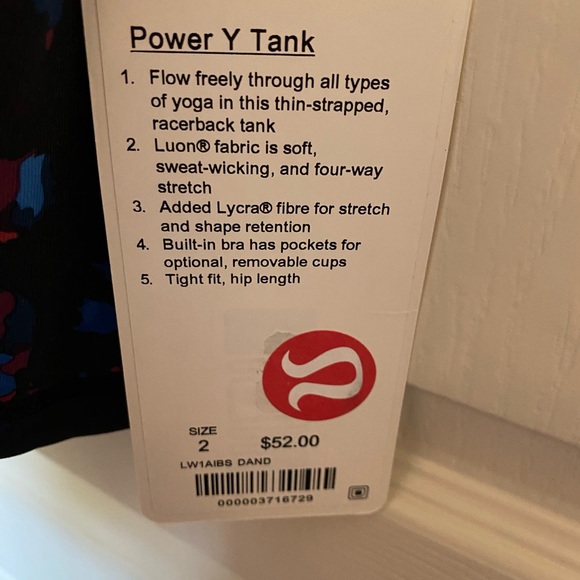 Power Y Tank
1. Flow freely through all types
of yoga in this thin-strapped,
racerback tank
2. Luon® fabric is soft,
sweat-wicking, and four-way
stretch
3. Added Lycra® fibre for stretch
and shape retention
4. Built-in bra has pockets for
optional, removable cups
5. Tight fit, hip length
SIZE
2 $52.00
LW1AIBS DAND
000003716729